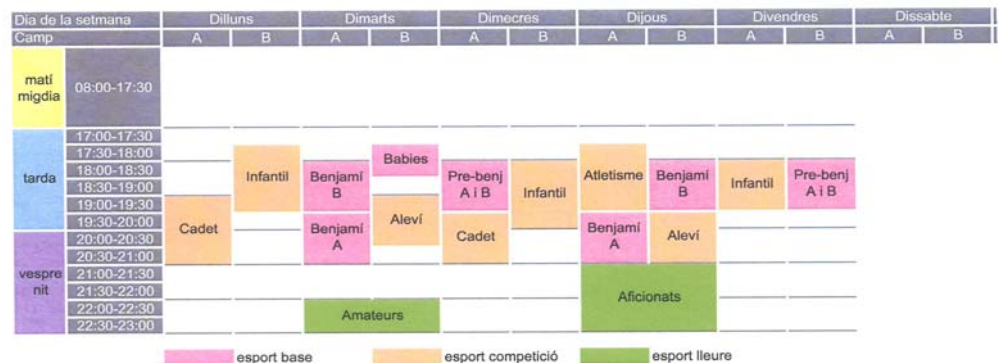 Dia de la setmana Dilluns Dimarts Dimecres Dijous Divendres Dissabte
Camp A B A B A B A B A B A B
matí
migdia
08:00-17:30
tarda
17:00-17:30
17:30-18:00
18:00-18:30
18:30-19:00
19:00-19:30
19:30-20:00
vespre
nit
20:00-20:30
20:30-21:00
21:00-21:30
21:30-22:00
22:00-22:30
22:30-23:00
Cadet
Infantil
Benjamí
B
Benjamí
A
Babies
Aleví
Amateurs
Pre-benj
A i B
Cadet
Infantil
Atletisme
Benjamí
A
Benjamí
B
Aleví
Aficionats
Infantil
Pre-benj
A i B
esport base esport competició esport lleure